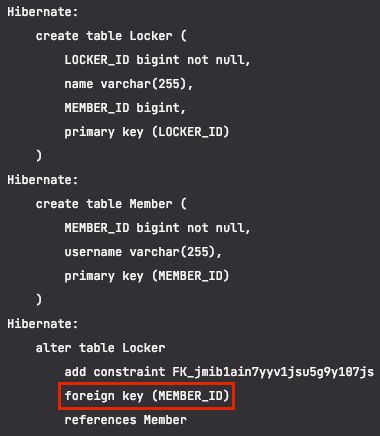 Hibernate:
create table Locker (
LOCKER_ID bigint not null,
name varchar(255),
MEMBER_ID bigint,
primary key (LOCKER_ID)
)
Hibernate:
create table Member (
MEMBER_ID bigint not null,
username varchar(255),
primary key (MEMBER_ID)
)
Hibernate:
alter table Locker
add constraint FK_jmib1ain7yyv1jsu5g9y107js
foreign key (MEMBER_ID)
references Member